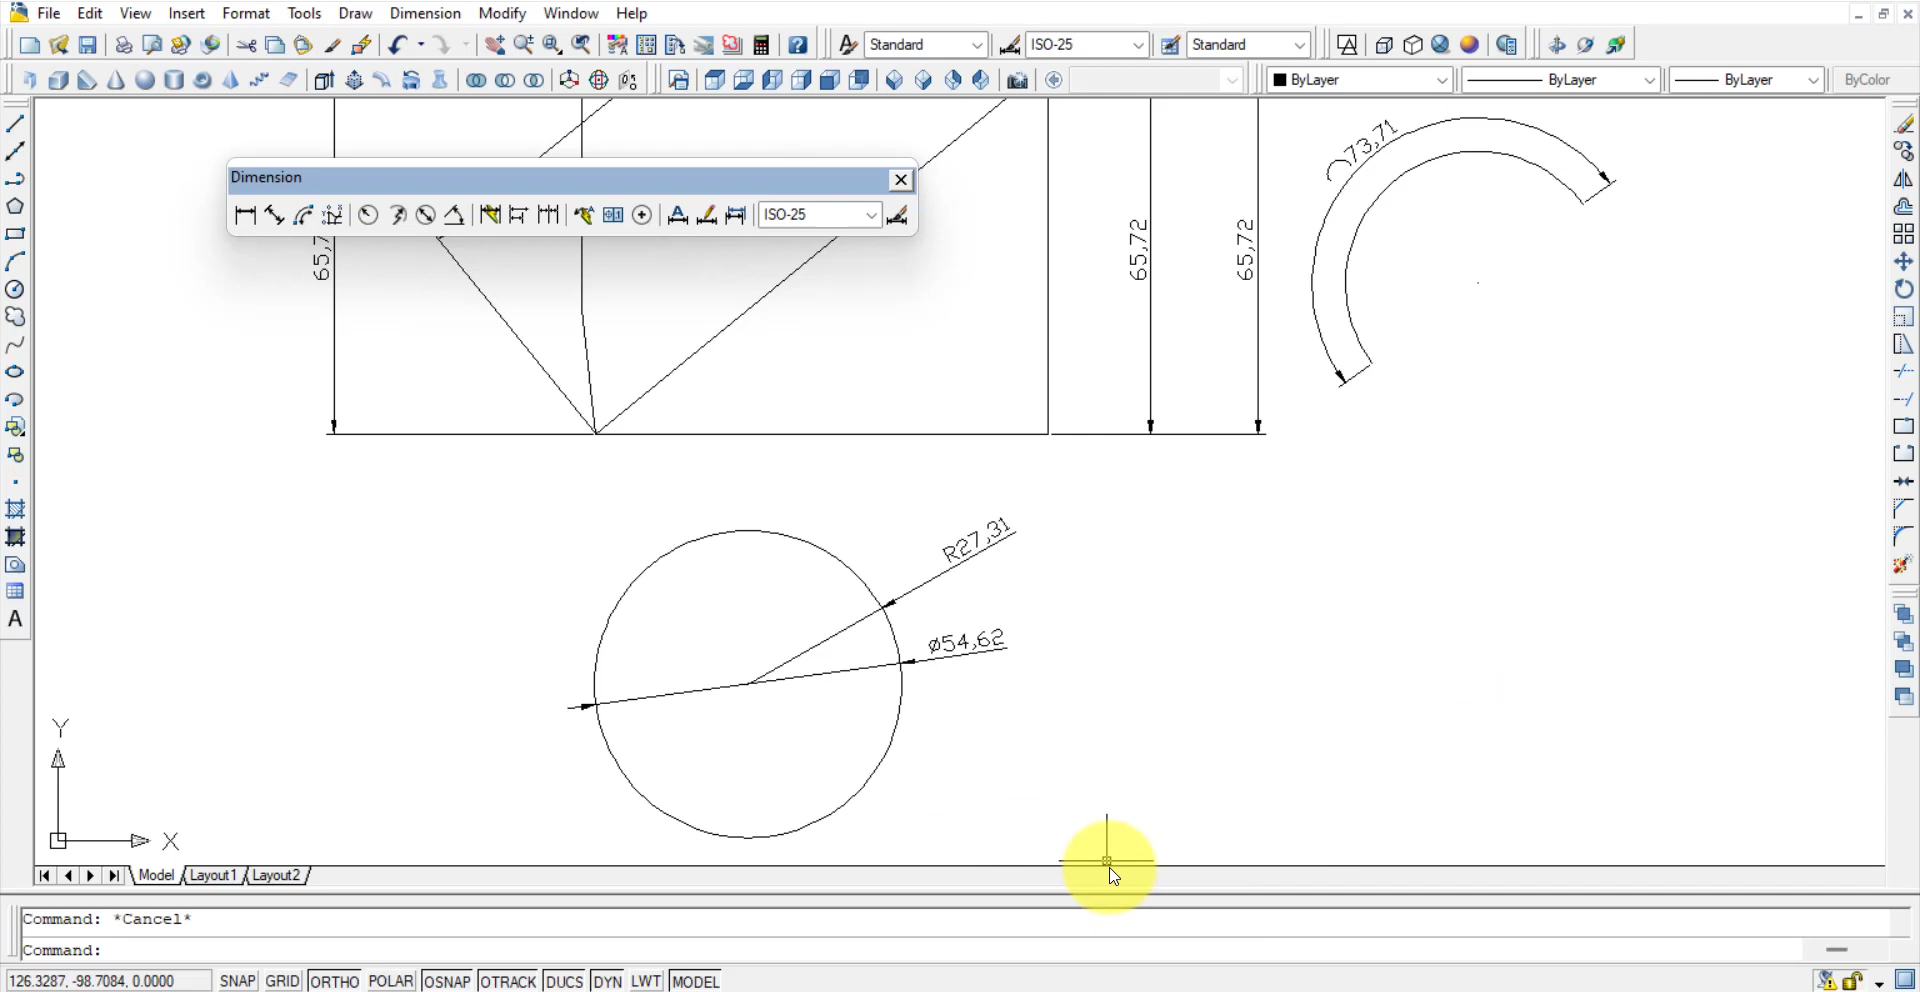 File Edit View Insert Format Tools Draw Dimension Modify Window Help
Standard ISO-25 Standard
ByLayer ByLayer ByLayer ByColor
Dimension
ISO-25
73,71
65,7
65,72
65,72
R27,31
ø54,62
Y
X
Model Layout1 Layout2
Command: *Cancel*
Command:
126.3287, -98.7084, 0.0000 SNAP GRID ORTHO POLAR OSNAP OTRACK DUCS DYN LWT MODEL